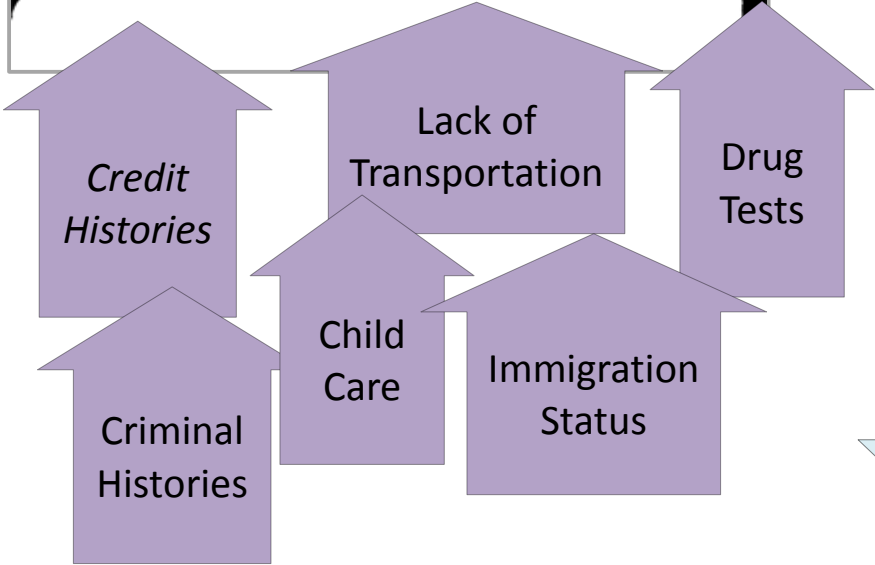 Credit
Histories
Lack of
Transportation
Drug
Tests
Child
Care
Immigration
Status
Criminal
Histories